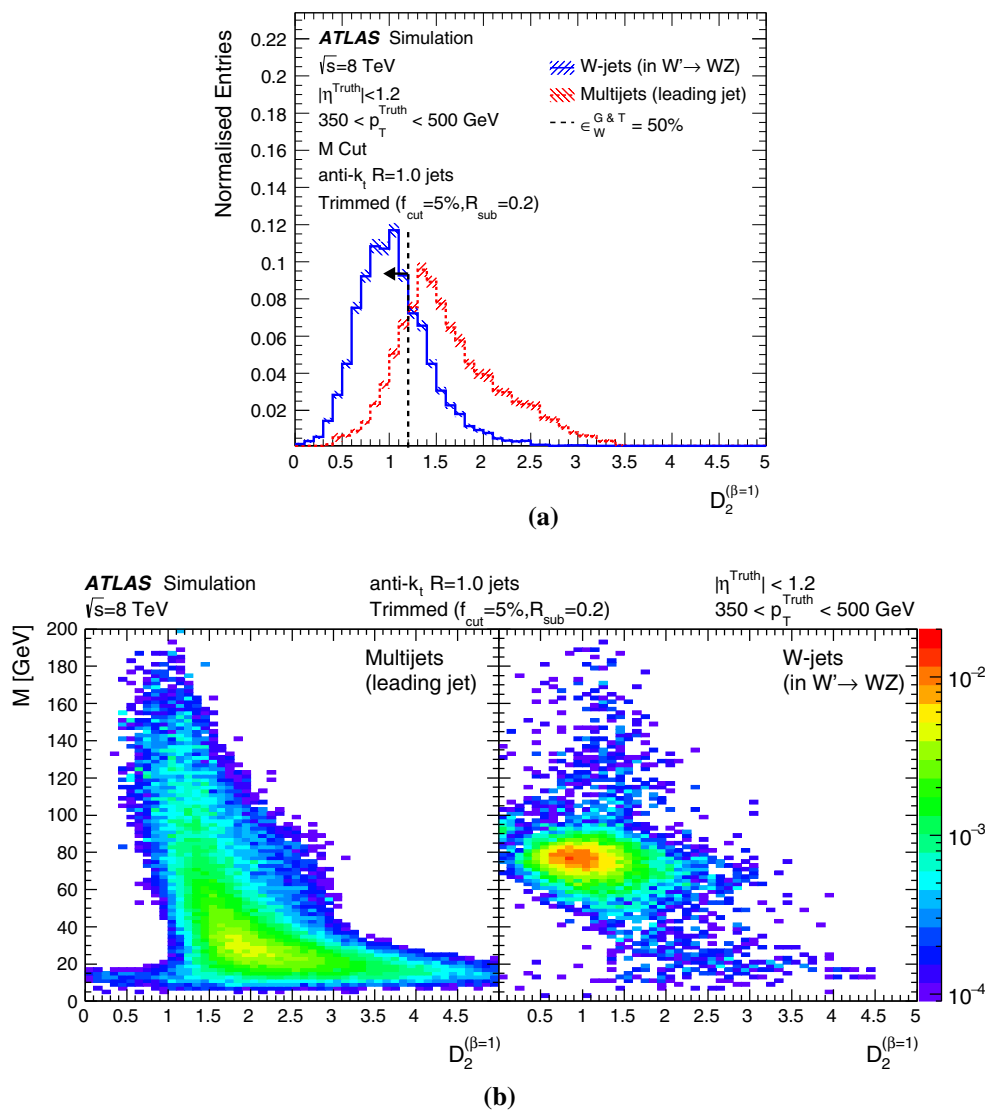 ATLAS Simulation
√s=8 TeV
|η^Truth|<1.2
350 < p_T^Truth < 500 GeV
M Cut
anti-k_t R=1.0 jets
Trimmed (f_cut=5%,R_sub=0.2)
W-jets (in W'→ WZ)
Multijets (leading jet)
∈_W^G & T = 50%
Normalised Entries
0.22
0.2
0.18
0.16
0.14
0.12
0.1
0.08
0.06
0.04
0.02
0 0.5 1 1.5 2 2.5 3 3.5 4 4.5 5
D_2^(β=1)
(a)
ATLAS Simulation
√s=8 TeV
anti-k_t R=1.0 jets
Trimmed (f_cut=5%,R_sub=0.2)
|η^Truth| < 1.2
350 < p_T^Truth < 500 GeV
M [GeV]
200
180
160
140
120
100
80
60
40
20
0
Multijets
(leading jet)
W-jets
(in W'→ WZ)
10^-2
10^-3
10^-4
0 0.5 1 1.5 2 2.5 3 3.5 4 4.5
0.5 1 1.5 2 2.5 3 3.5 4 4.5 5
D_2^(β=1)
D_2^(β=1)
(b)